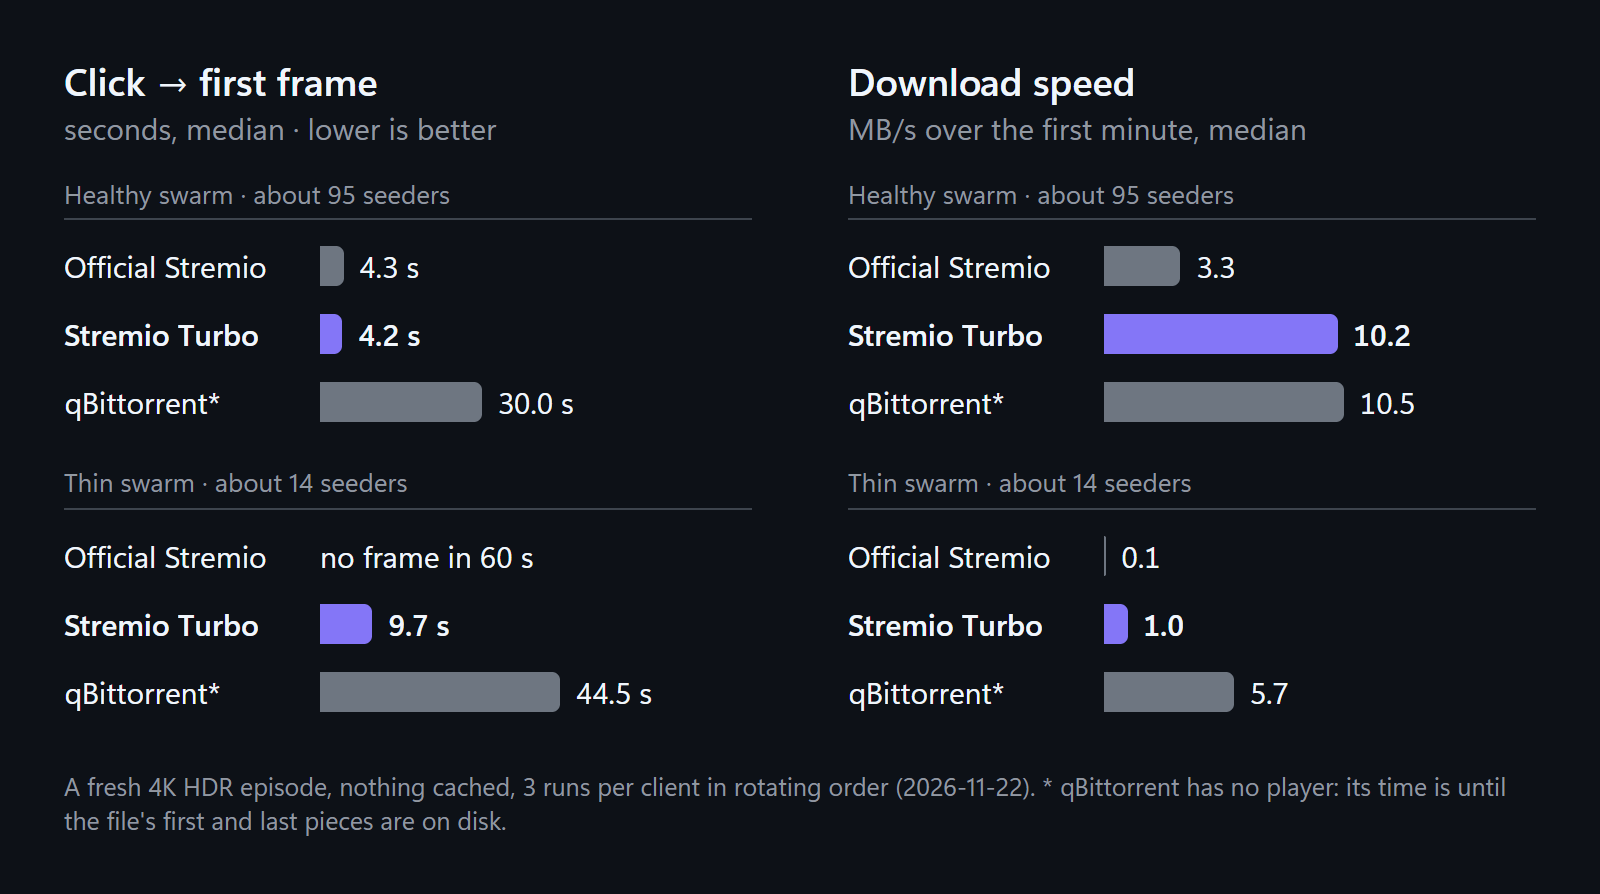 Click → first frame
seconds, median · lower is better
Healthy swarm · about 95 seeders
Official Stremio 4.3 s
Stremio Turbo 4.2 s
qBittorrent* 30.0 s
Thin swarm · about 14 seeders
Official Stremio no frame in 60 s
Stremio Turbo 9.7 s
qBittorrent* 44.5 s
Download speed
MB/s over the first minute, median
Healthy swarm · about 95 seeders
Official Stremio 3.3
Stremio Turbo 10.2
qBittorrent* 10.5
Thin swarm · about 14 seeders
Official Stremio 0.1
Stremio Turbo 1.0
qBittorrent* 5.7
A fresh 4K HDR episode, nothing cached, 3 runs per client in rotating order (2026-11-22). * qBittorrent has no player: its time is until
the file's first and last pieces are on disk.